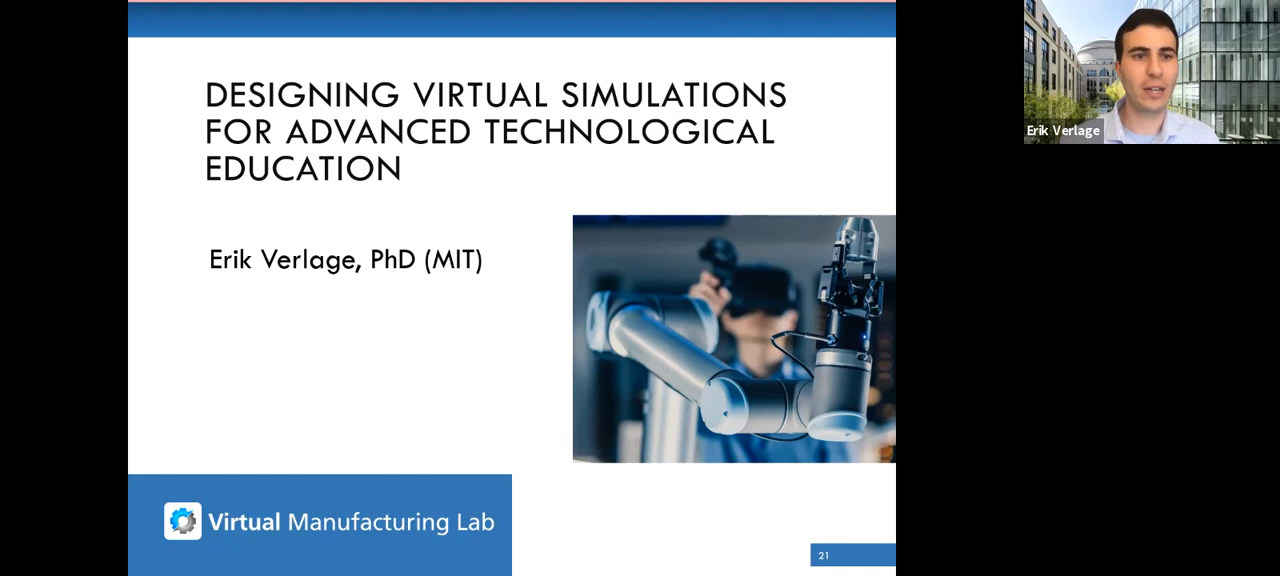 DESIGNING VIRTUAL SIMULATIONS
FOR ADVANCED TECHNOLOGICAL
EDUCATION
Erik Verlage, PhD (MIT)
Virtual Manufacturing Lab
21
Erik Verlage